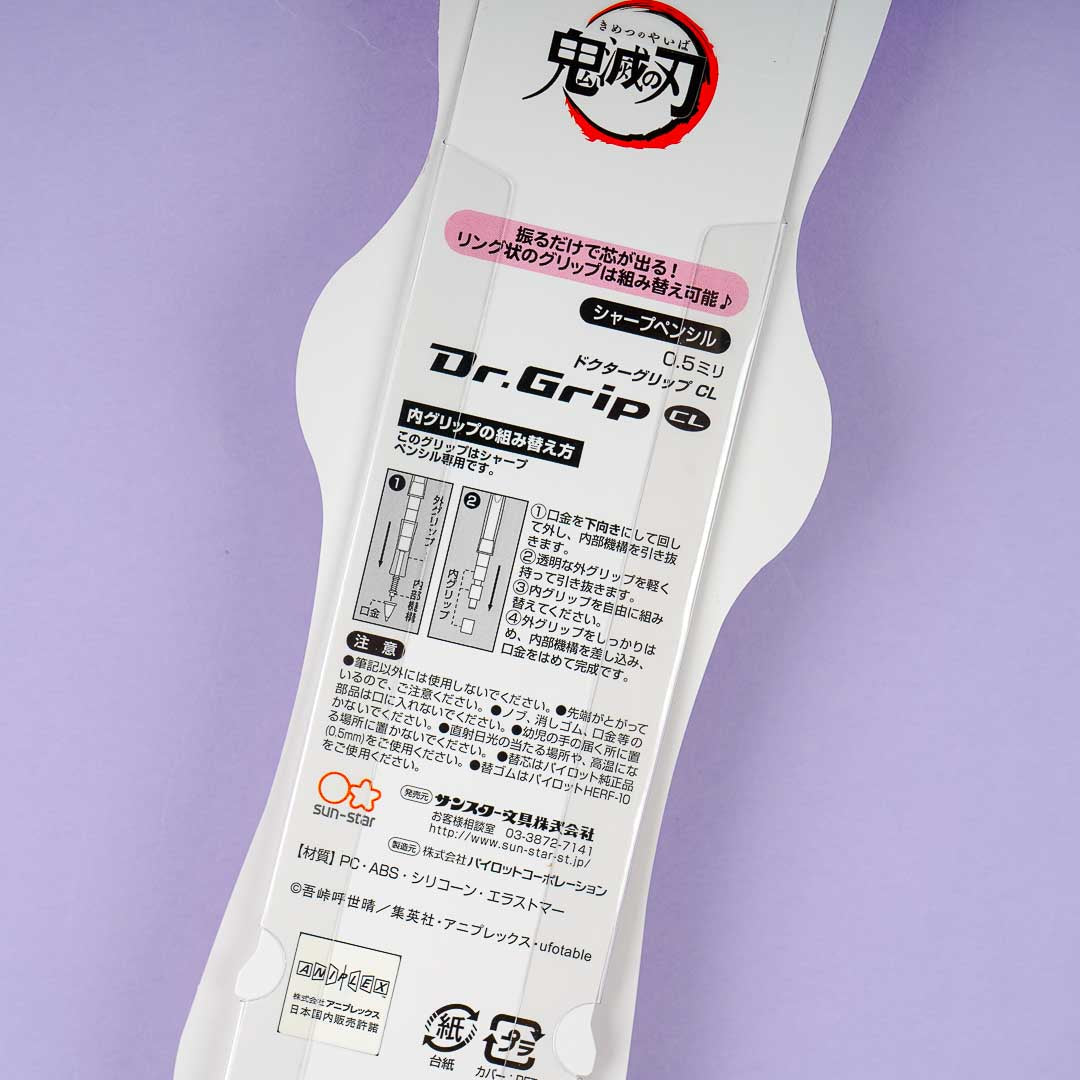 きめつのやいば
鬼滅の刃
振るだけで芯が出る！
リング状のグリップは組み替え可能♪
シャープペンシル
0.5ミリ
ドクターグリップ CL
Dr.Grip CL
内グリップの組み替え方
このグリップはシャープ
ペンシル専用です。
① 外グリップ 内部機構 口金
② 内グリップ
①口金を下向きにして回し
て外し、内部機構を引き抜
きます。
②透明な外グリップを軽く
持って引き抜きます。
③内グリップを自由に組み
替えてください。
④外グリップをしっかりは
め、内部機構を差し込み、
口金をはめて完成です。
注意
●筆記以外には使用しないでください。●先端がとがって
いるので、ご注意ください。●ノブ、消しゴム、口金等の
部品は口に入れないでください。●幼児の手の届く所に置
かないでください。●直射日光の当たる場所や、高温にな
る場所に置かないでください。●替芯はパイロット純正品
(0.5mm)をご使用ください。●替ゴムはパイロットHERF-10
をご使用ください。
sun-star
発売元 サンスター文具株式会社
お客様相談室 03-3872-7141
http://www.sun-star-st.jp/
製造元 株式会社パイロットコーポレーション
【材質】PC・ABS・シリコーン・エラストマー
©吾峠呼世晴／集英社・アニプレックス・ufotable
ANIPLEX
株式会社アニプレックス
日本国内販売許諾
紙
台紙
プラ
カバー：PET